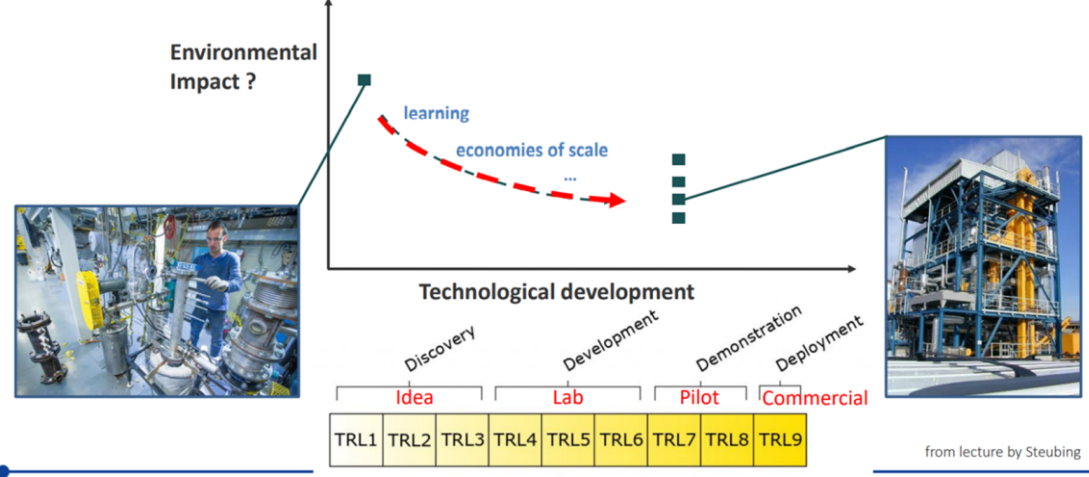 Environmental
Impact ?
learning
economies of scale
...
Technological development
Discovery
Development
Demonstration
Deployment
Idea
Lab
Pilot
Commercial
TRL1 TRL2 TRL3 TRL4 TRL5 TRL6 TRL7 TRL8 TRL9
from lecture by Steubing